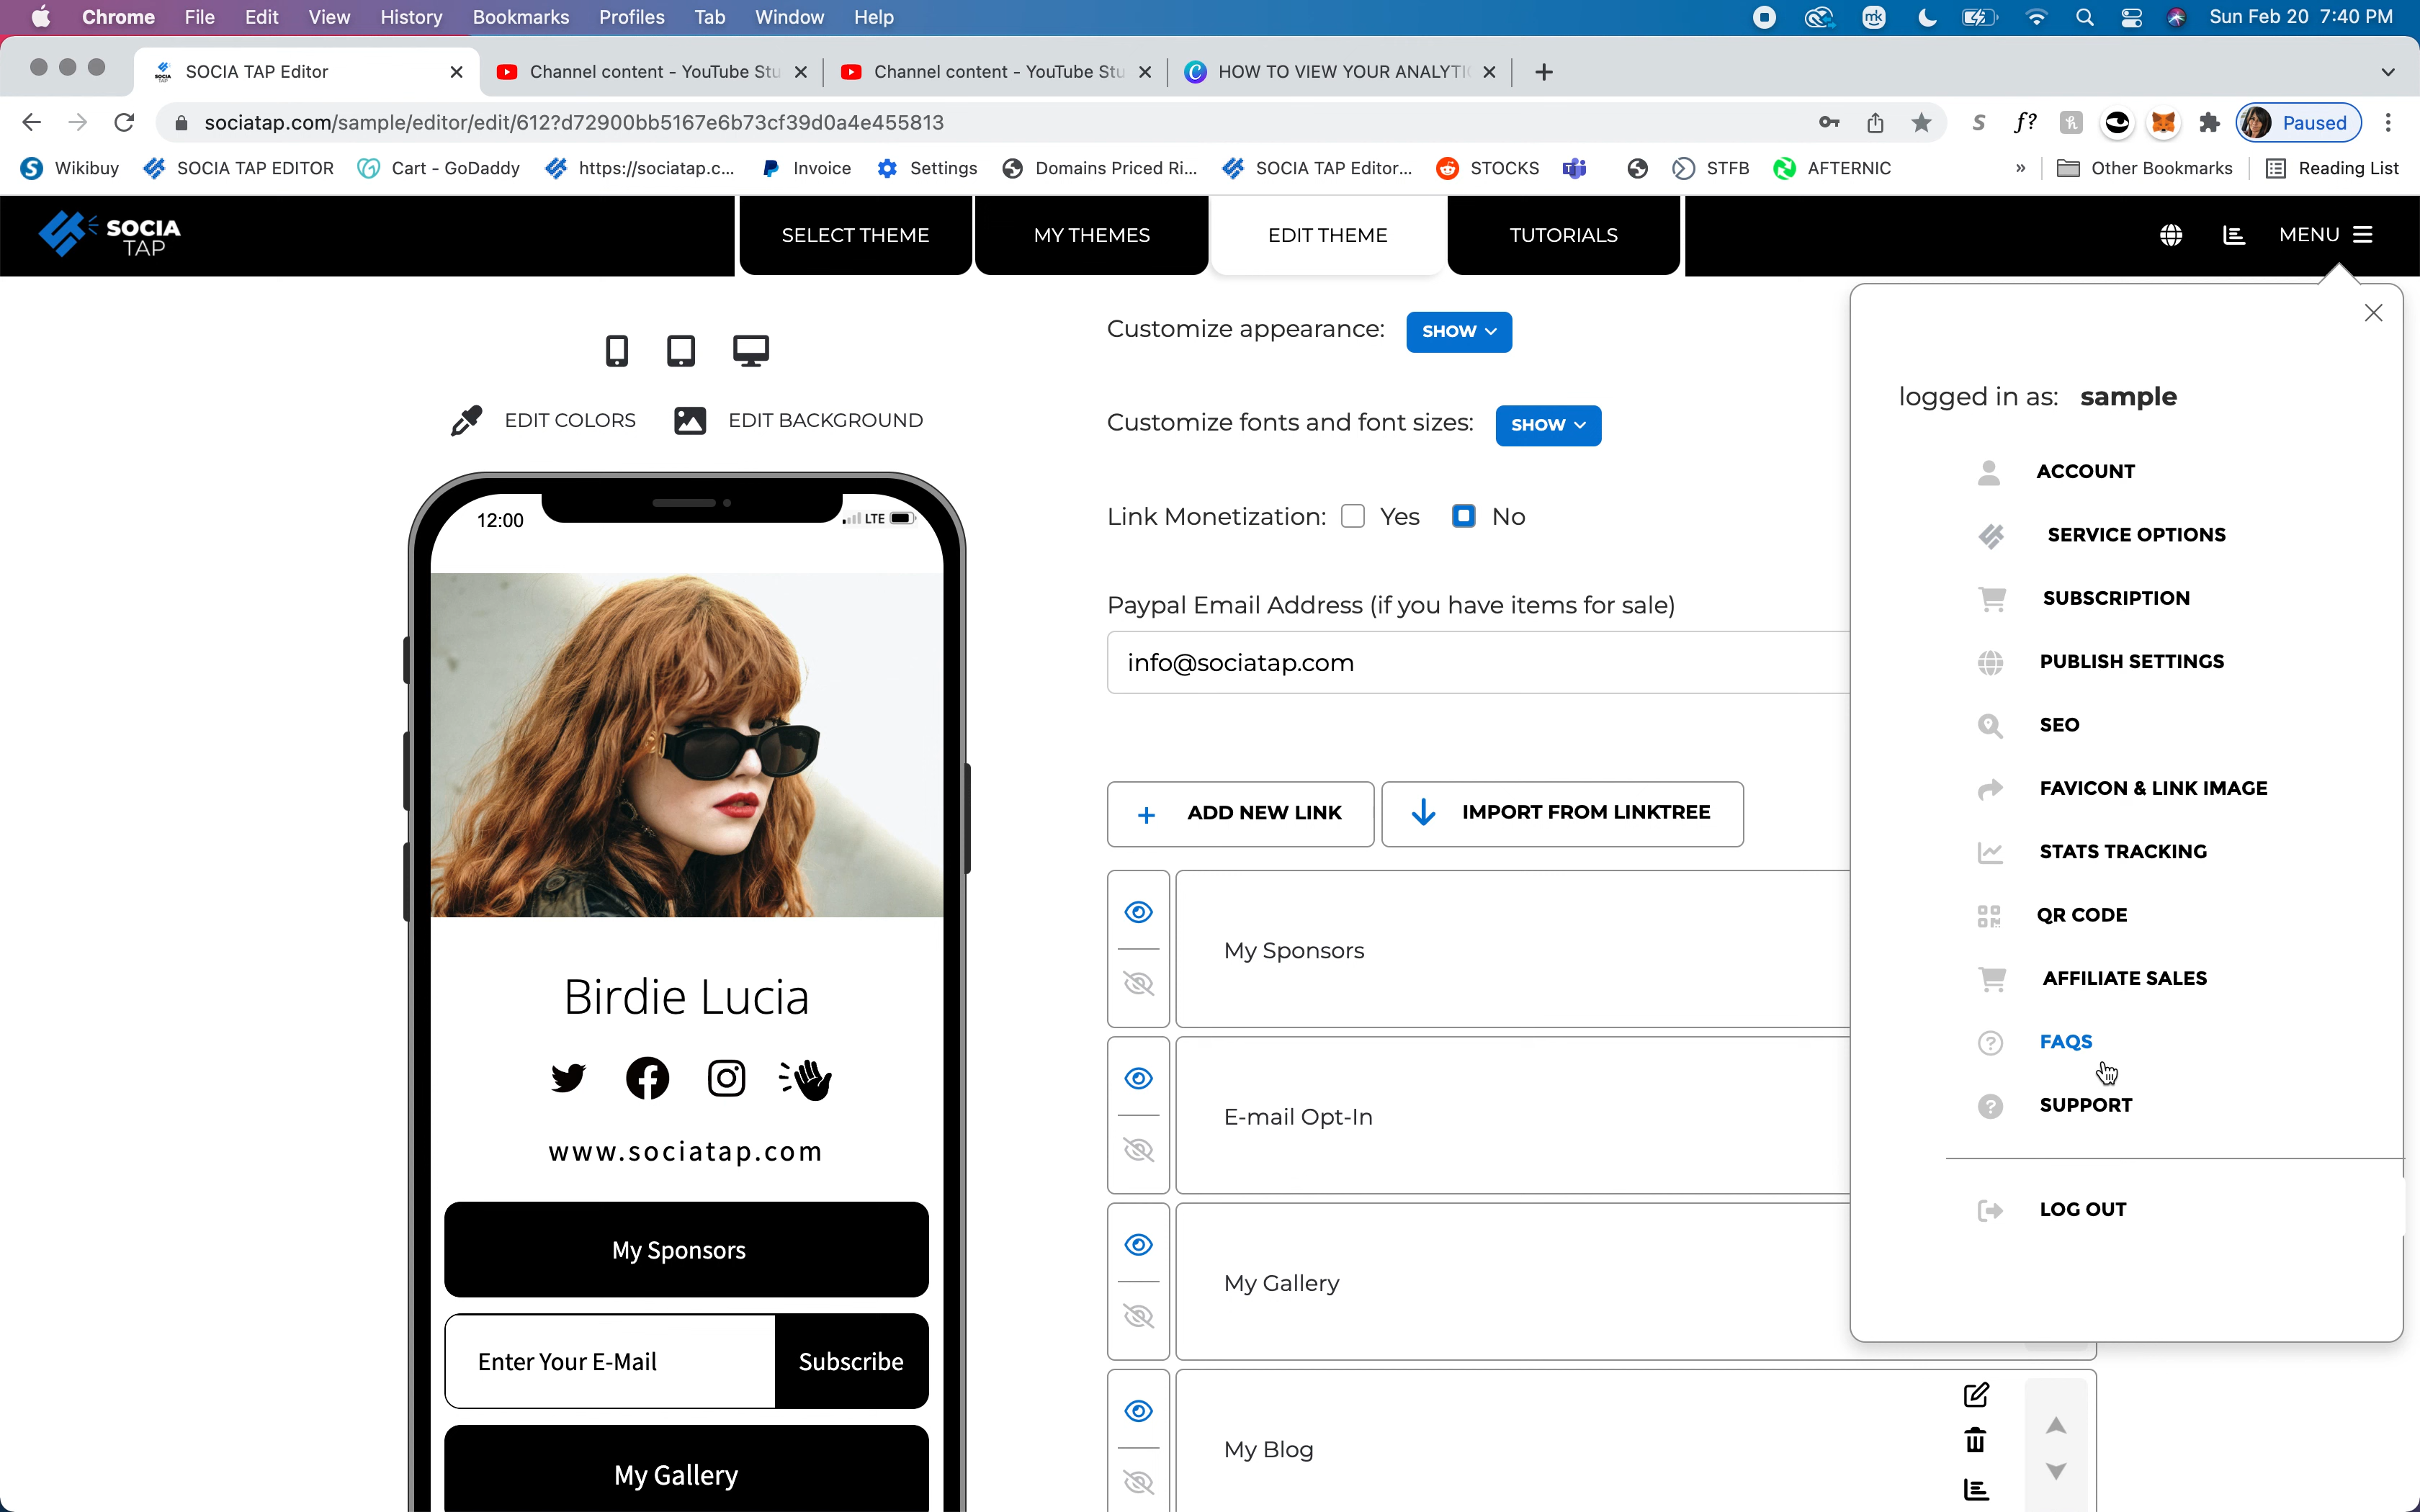 Chrome File Edit View History Bookmarks Profiles Tab Window Help
mk
Sun Feb 20 7:40 PM
SOCIA TAP Editor
Channel content - YouTube Stu
Channel content - YouTube Stu
HOW TO VIEW YOUR ANALYTI
sociatap.com/sample/editor/edit/612?d72900bb5167e6b73cf39d0a4e455813
Paused
Wikibuy
SOCIA TAP EDITOR
Cart - GoDaddy
https://sociatap.c...
Invoice
Settings
Domains Priced Ri...
SOCIA TAP Editor...
STOCKS
STFB
AFTERNIC
»
Other Bookmarks
Reading List
SOCIA
TAP
SELECT THEME
MY THEMES
EDIT THEME
TUTORIALS
MENU
EDIT COLORS
EDIT BACKGROUND
12:00
LTE
Birdie Lucia
www.sociatap.com
My Sponsors
Enter Your E-Mail
Subscribe
My Gallery
Customize appearance:
SHOW
Customize fonts and font sizes:
SHOW
Link Monetization: Yes No
Paypal Email Address (if you have items for sale)
info@sociatap.com
+ ADD NEW LINK
IMPORT FROM LINKTREE
My Sponsors
E-mail Opt-In
My Gallery
My Blog
logged in as: sample
ACCOUNT
SERVICE OPTIONS
SUBSCRIPTION
PUBLISH SETTINGS
SEO
FAVICON & LINK IMAGE
STATS TRACKING
QR CODE
AFFILIATE SALES
FAQS
SUPPORT
LOG OUT